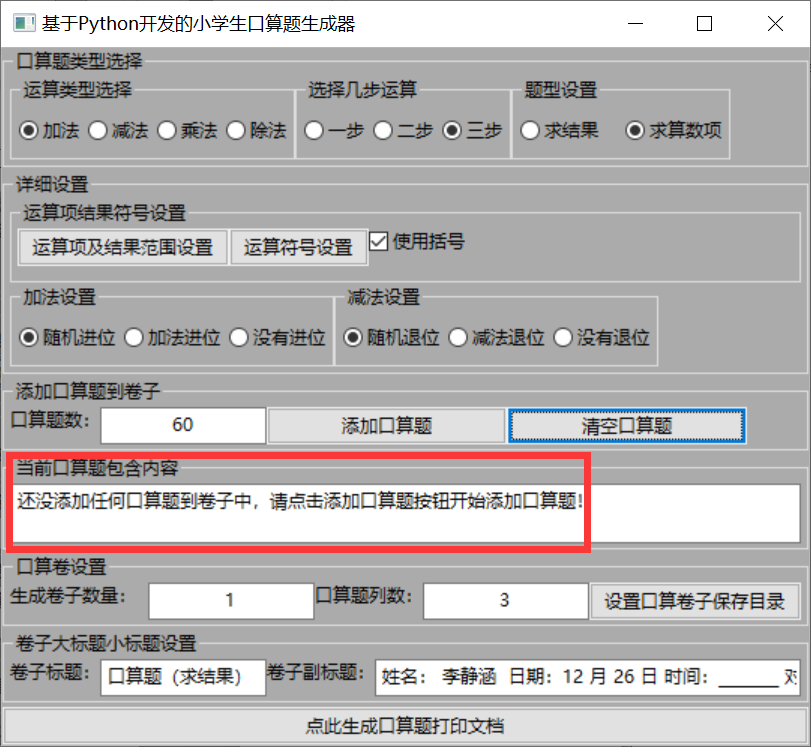 基于Python开发的小学生口算题生成器
口算题类型选择
运算类型选择 选择几步运算 题型设置
加法 减法 乘法 除法 一步 二步 三步 求结果 求算数项
详细设置
运算项结果符号设置
运算项及结果范围设置 运算符号设置 使用括号
加法设置 减法设置
随机进位 加法进位 没有进位 随机退位 减法退位 没有退位
添加口算题到卷子
口算题数： 60 添加口算题 清空口算题
当前口算题包含内容
还没添加任何口算题到卷子中，请点击添加口算题按钮开始添加口算题！
口算卷设置
生成卷子数量： 1 口算题列数： 3 设置口算卷子保存目录
卷子大标题小标题设置
卷子标题： 口算题（求结果） 卷子副标题： 姓名： 李静涵 日期：12 月 26 日 时间：______
点此生成口算题打印文档